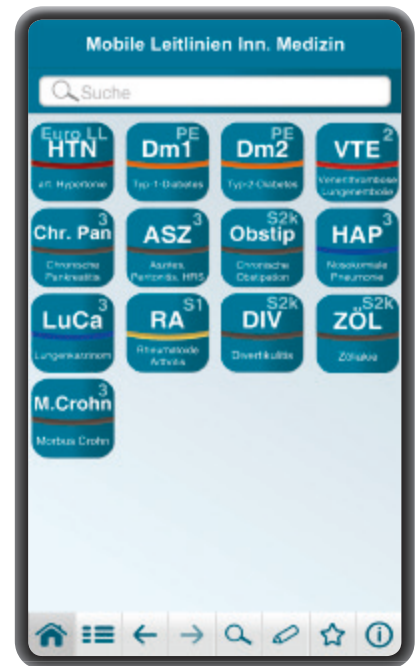 Mobile Leitlinien Inn. Medizin
Suche
Euro LL
HTN
art. Hypertonie
PE
Dm1
Typ-1-Diabetes
PE
Dm2
Typ-2-Diabetes
2
VTE
Venenthrombose
Lungenembolie
3
Chr. Pan
Chronische
Pankreatitis
3
ASZ
Aszites,
Peritonitis, HRS
S2k
Obstip
Chronische
Obstipation
3
HAP
Nosokomiale
Pneumonie
3
LuCa
Lungenkarzinom
S1
RA
Rheumatoide
Arthritis
S2k
DIV
Divertikulitis
S2k
ZÖL
Zöliakie
3
M.Crohn
Morbus Crohn